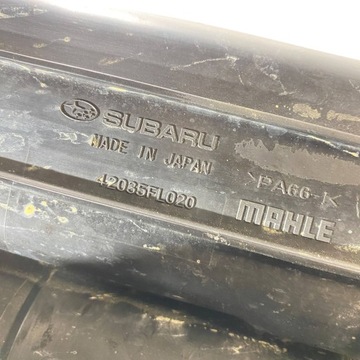 SUBARU
MADE IN JAPAN
42035FL020
>PA66-I<
MAHLE